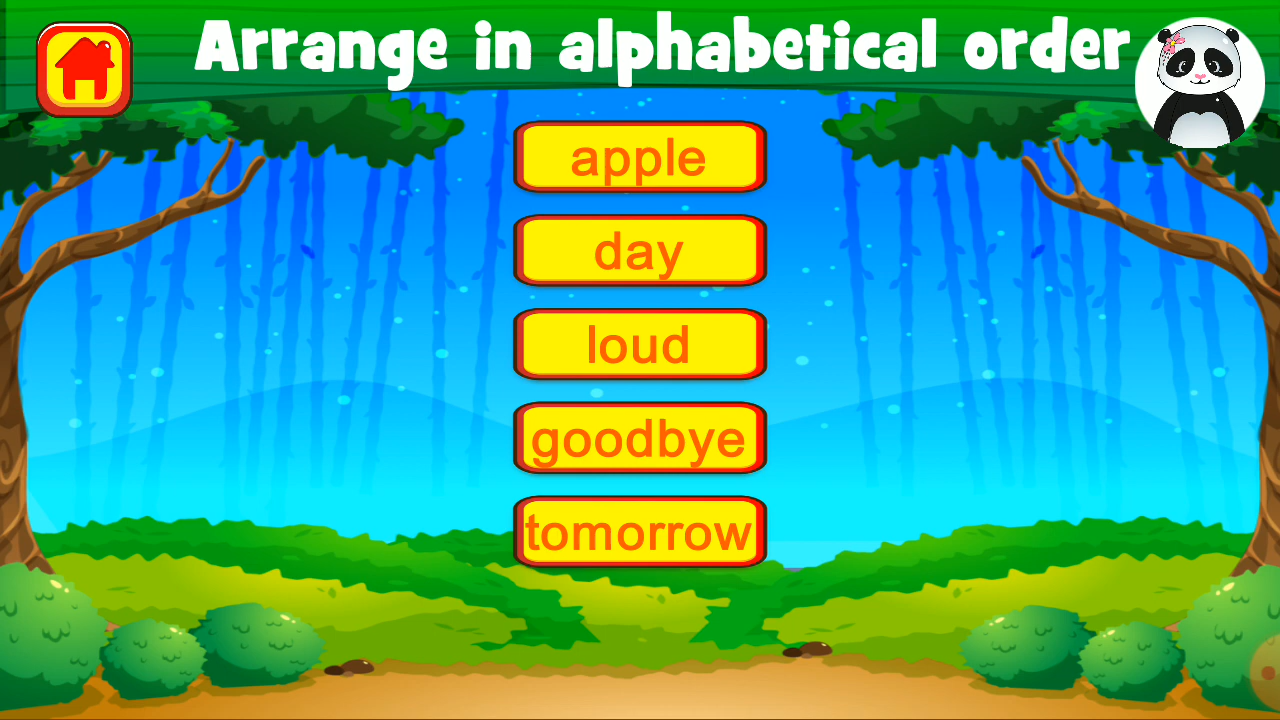 Arrange in alphabetical order
apple
day
loud
goodbye
tomorrow